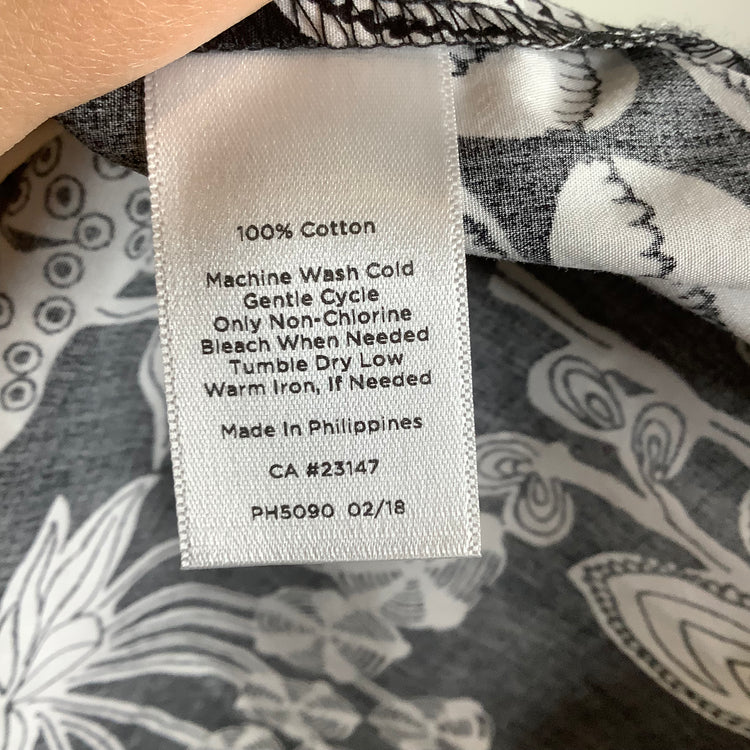 100% Cotton
Machine Wash Cold
Gentle Cycle
Only Non-Chlorine
Bleach When Needed
Tumble Dry Low
Warm Iron, If Needed
Made In Philippines
CA #23147
PH5090 02/18